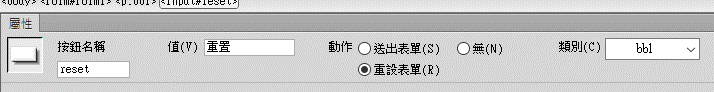 <body> <form#form1> <p.bb1> <input#reset>
屬性
按鈕名稱 值(V) 重置 動作 送出表單(S) 無(N) 類別(C) bb1
reset 重設表單(R)